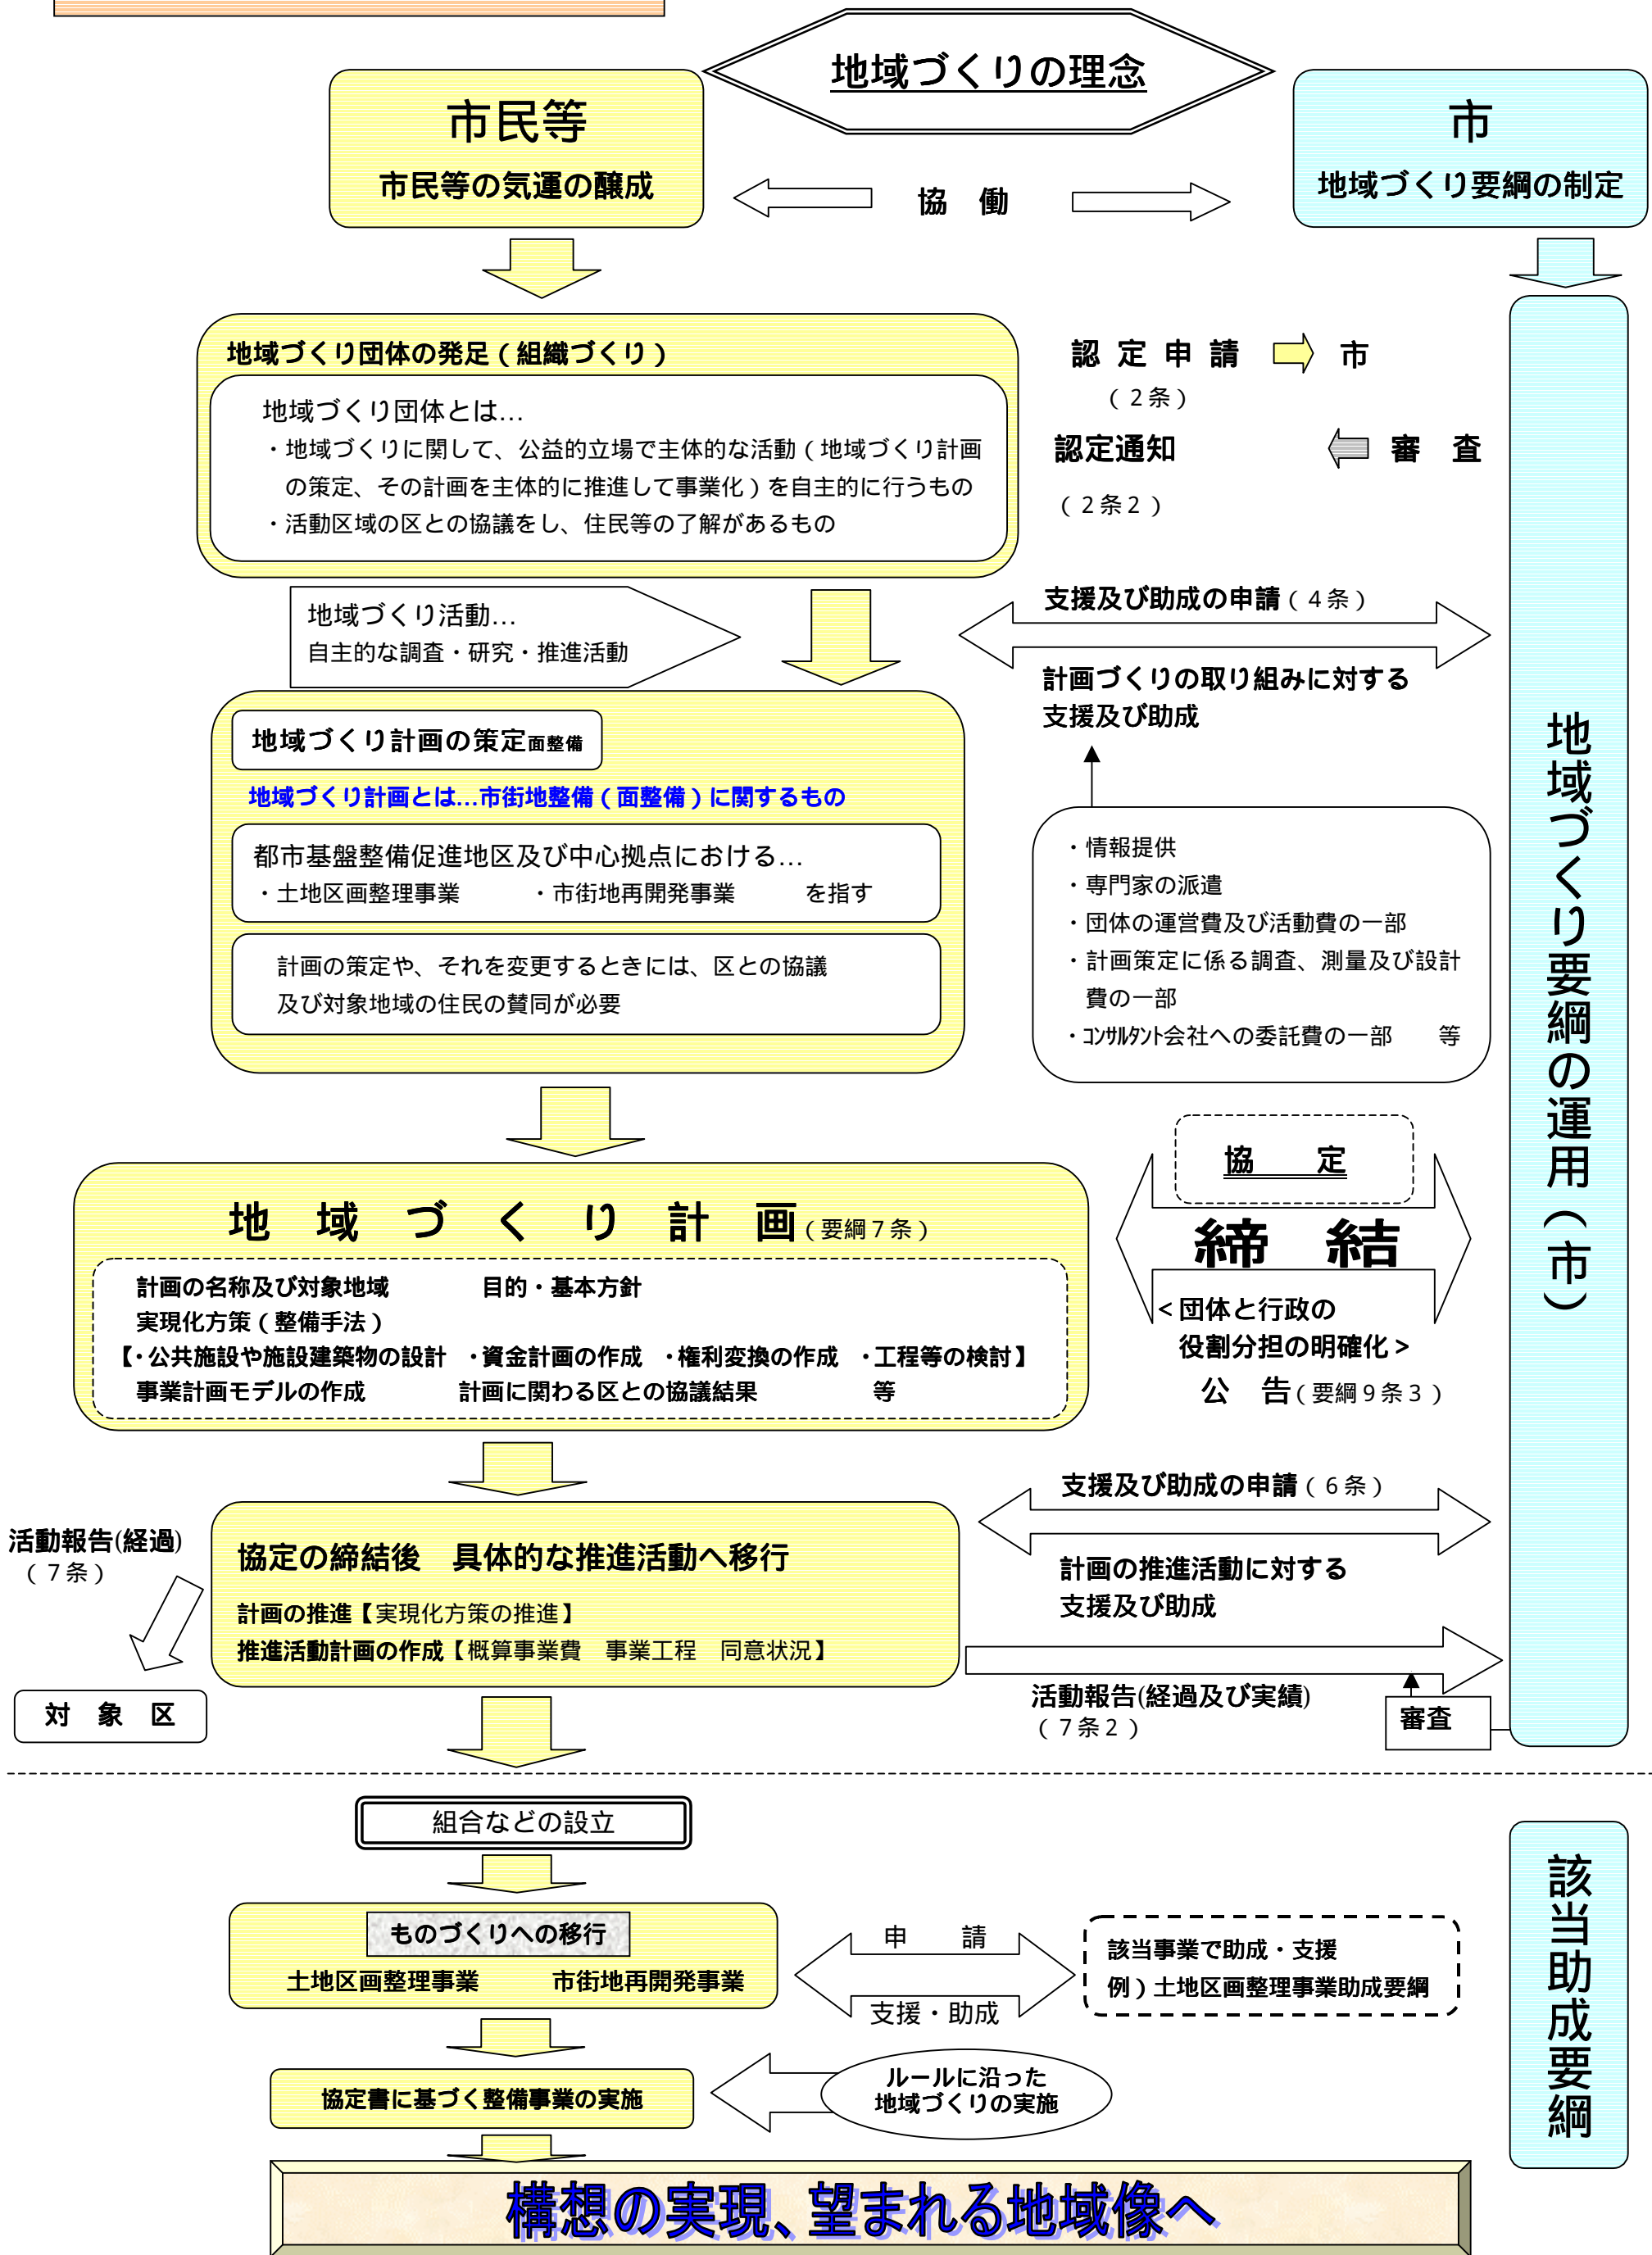 地域づくりの理念
市民等
市民等の気運の醸成
協　働
市
地域づくり要綱の制定
地域づくり団体の発足（組織づくり）
地域づくり団体とは…
・地域づくりに関して、公益的立場で主体的な活動（地域づくり計画
の策定、その計画を主体的に推進して事業化）を自主的に行うもの
・活動区域の区との協議をし、住民等の了解があるもの
認 定 申 請　市
（２条）
認定通知　審　査
（２条２）
地域づくり活動…
自主的な調査・研究・推進活動
支援及び助成の申請（４条）
計画づくりの取り組みに対する
支援及び助成
地域づくり計画の策定面整備
地域づくり計画とは…市街地整備（面整備）に関するもの
都市基盤整備促進地区及び中心拠点における…
・土地区画整理事業　・市街地再開発事業　を指す
計画の策定や、それを変更するときには、区との協議
及び対象地域の住民の賛同が必要
・情報提供
・専門家の派遣
・団体の運営費及び活動費の一部
・計画策定に係る調査、測量及び設計
費の一部
・ｺﾝｻﾙﾀﾝﾄ会社への委託費の一部　等
地域づくり要綱の運用（市）
地　域　づ　く　り　計　画（要綱７条）
計画の名称及び対象地域　目的・基本方針
実現化方策（整備手法）
【・公共施設や施設建築物の設計　・資金計画の作成　・権利変換の作成　・工程等の検討】
事業計画モデルの作成　計画に関わる区との協議結果　等
協　定
締　結
＜団体と行政の
役割分担の明確化＞
公　告（要綱９条３）
協定の締結後　具体的な推進活動へ移行
計画の推進【実現化方策の推進】
推進活動計画の作成【概算事業費　事業工程　同意状況】
活動報告(経過)
（７条）
対　象　区
支援及び助成の申請（６条）
計画の推進活動に対する
支援及び助成
活動報告(経過及び実績)
（７条２）
審査
組合などの設立
ものづくりへの移行
土地区画整理事業　市街地再開発事業
申　請
支援・助成
該当事業で助成・支援
例）土地区画整理事業助成要綱
該当助成要綱
協定書に基づく整備事業の実施
ルールに沿った
地域づくりの実施
構想の実現、望まれる地域像へ